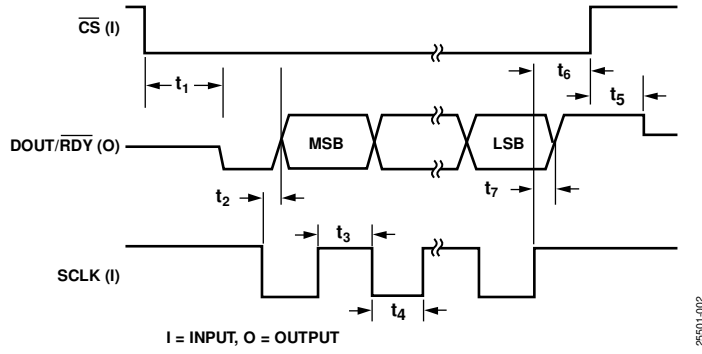 CS (I)
t1
t6
t5
DOUT/RDY (O)
MSB
LSB
t2
t7
t3
SCLK (I)
t4
I = INPUT, O = OUTPUT
25501-002